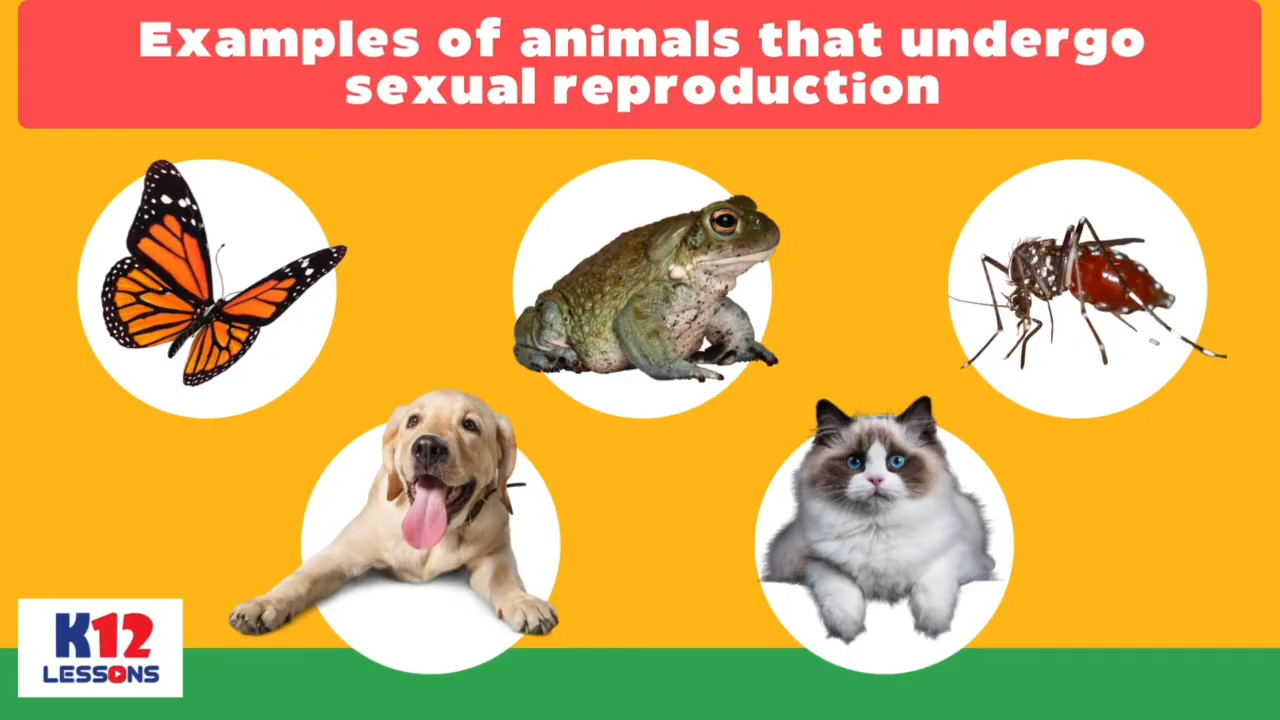 Examples of animals that undergo
sexual reproduction
K12
LESSONS